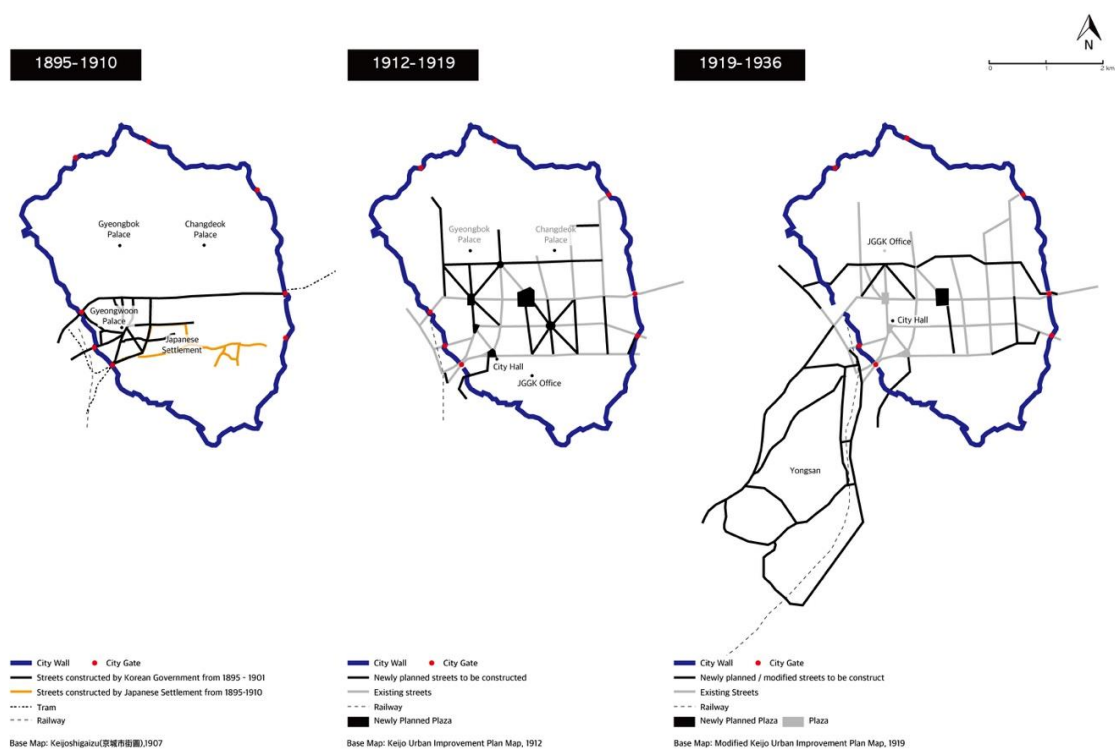 1895-1910
1912-1919
1919-1936
N
0 1 2 km
Gyeongbok
Palace
Changdeok
Palace
Gyeongwoon
Palace
Japanese
Settlement
Gyeongbok
Palace
Changdeok
Palace
City Hall
JGGK Office
JGGK Office
City Hall
Yongsan
City Wall City Gate
Streets constructed by Korean Government from 1895 - 1901
Streets constructed by Japanese Settlement from 1895-1910
Tram
Railway
Base Map: Keijoshigaizu(京城市街圖),1907
City Wall City Gate
Newly planned streets to be constructed
Existing streets
Railway
Newly Planned Plaza
Base Map: Keijo Urban Improvement Plan Map, 1912
City Wall City Gate
Newly planned / modified streets to be construct
Existing Streets
Railway
Newly Planned Plaza Plaza
Base Map: Modified Keijo Urban Improvement Plan Map, 1919